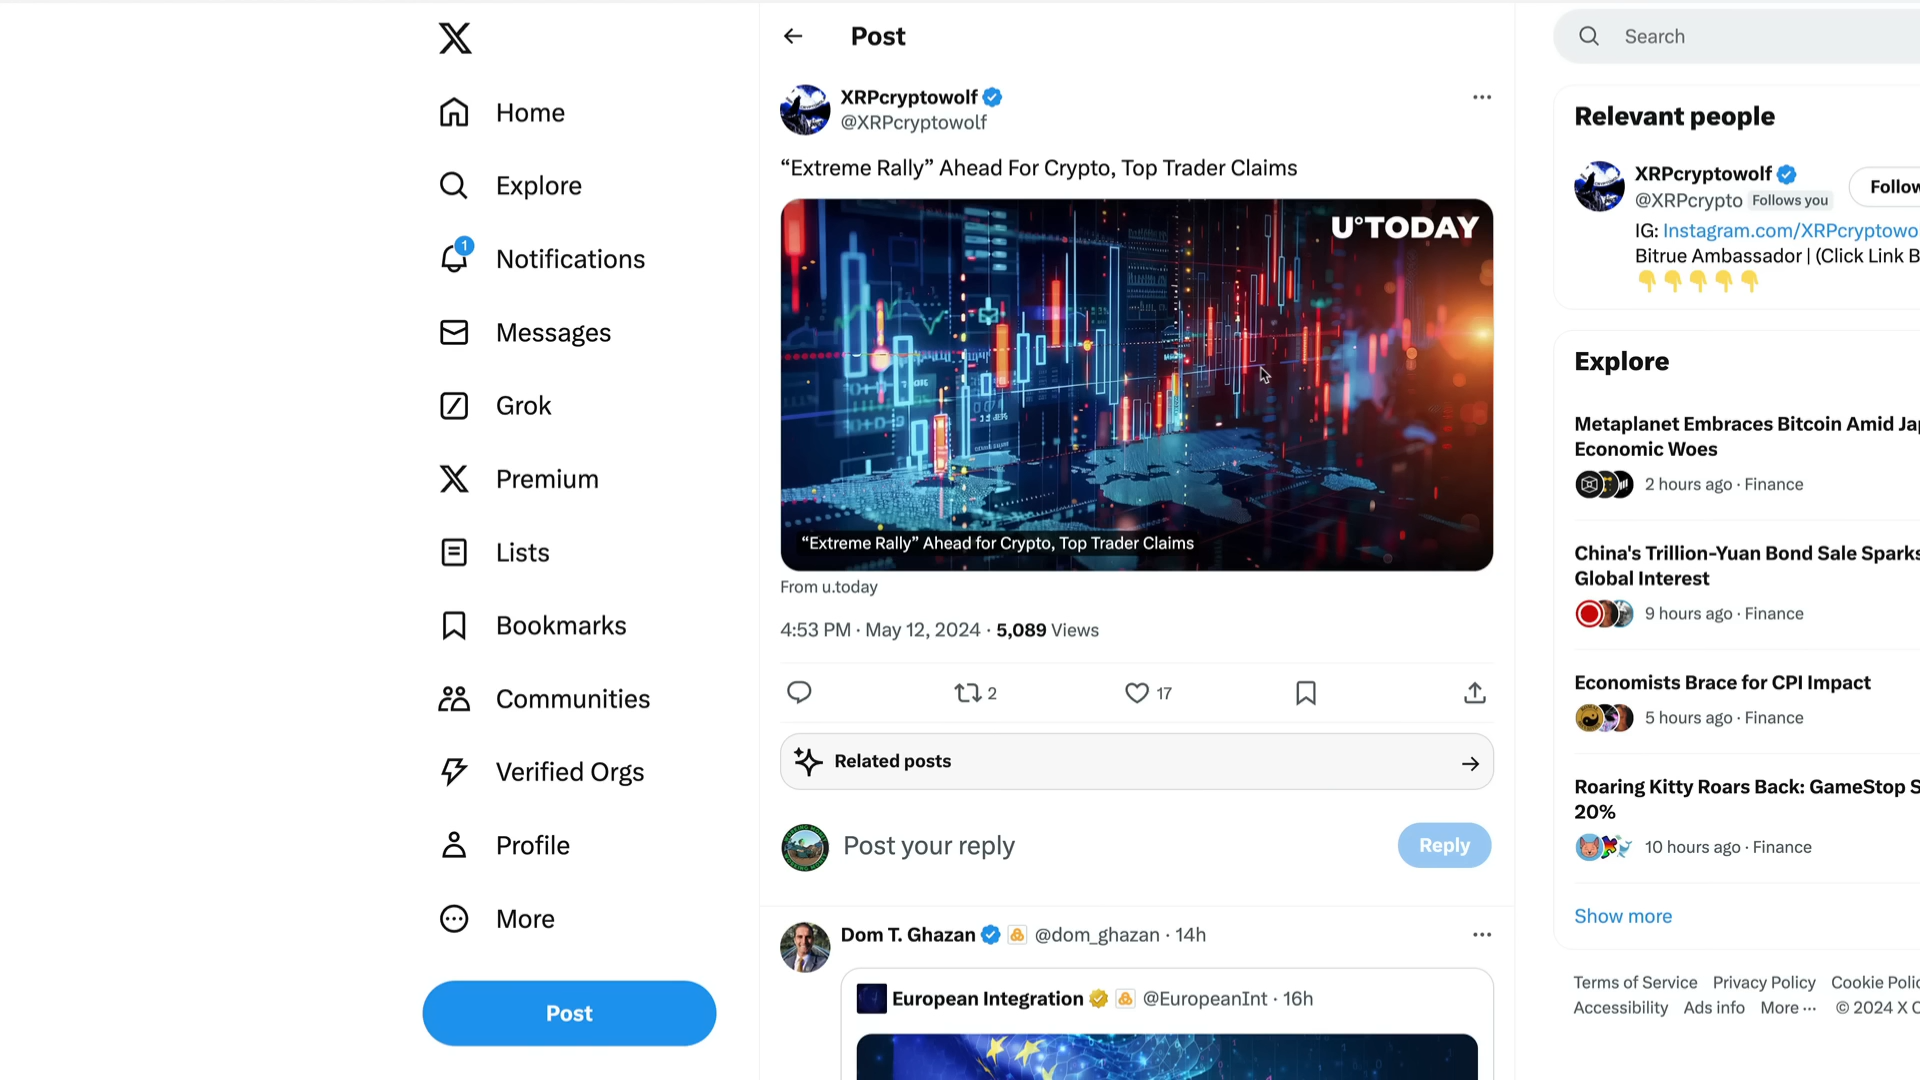 Home
Explore
1
Notifications
Messages
Grok
Premium
Lists
Bookmarks
Communities
Verified Orgs
Profile
More
Post
Post
XRPcryptowolf
@XRPcryptowolf
“Extreme Rally” Ahead For Crypto, Top Trader Claims
U°TODAY
“Extreme Rally” Ahead for Crypto, Top Trader Claims
From u.today
4:53 PM · May 12, 2024 · 5,089 Views
2
17
Related posts
Post your reply
Reply
Dom T. Ghazan @dom_ghazan · 14h
European Integration @EuropeanInt · 16h
Search
Relevant people
XRPcryptowolf
@XRPcrypto Follows you
Follow
IG: Instagram.com/XRPcryptowo
Bitrue Ambassador | (Click Link B
Explore
Metaplanet Embraces Bitcoin Amid Ja
Economic Woes
2 hours ago · Finance
China's Trillion-Yuan Bond Sale Sparks
Global Interest
9 hours ago · Finance
Economists Brace for CPI Impact
5 hours ago · Finance
Roaring Kitty Roars Back: GameStop S
20%
10 hours ago · Finance
Show more
Terms of Service Privacy Policy Cookie Polic
Accessibility Ads info More ··· © 2024 X C